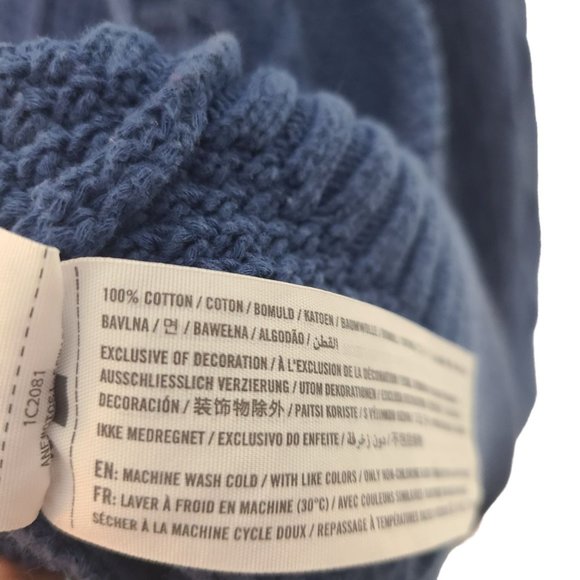 100% COTTON / COTON / BOMULD / KATOEN / BAUMWOLLE /
BAVLNA / 면 / BAWEŁNA / ALGODÃO / القطن
EXCLUSIVE OF DECORATION / À L'EXCLUSION DE LA DÉCORATION /
AUSSCHLIESSLICH VERZIERUNG / UTOM DEKORATIONER /
DECORACIÓN / 装饰物除外 / PAITSI KORISTE /
IKKE MEDREGNET / EXCLUSIVO DO ENFEITE / دون زخرفة /
EN: MACHINE WASH COLD / WITH LIKE COLORS / ONLY NON-CHLORINE
FR: LAVER À FROID EN MACHINE (30°C) / AVEC COULEURS SIMILAIRES
SÉCHER À LA MACHINE CYCLE DOUX / REPASSAGE À TEMPÉRATURES
1C2081